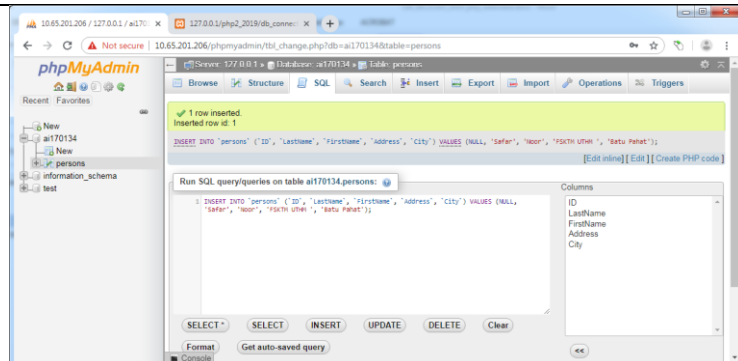 10.65.201.206 / 127.0.0.1 / ai170:
127.0.0.1/php2_2019/db_connec
Not secure | 10.65.201.206/phpmyadmin/tbl_change.php?db=ai170134&table=persons
phpMyAdmin
Recent Favorites
New
ai170134
New
persons
information_schema
test
Server: 127.0.0.1 » Database: ai170134 » Table: persons
Browse Structure SQL Search Insert Export Import Operations Triggers
1 row inserted.
Inserted row id: 1
INSERT INTO `persons` (`ID`, `LastName`, `FirstName`, `Address`, `City`) VALUES (NULL, 'Safar', 'Noor', 'FSKTM UTHM ', 'Batu Pahat');
[Edit inline] [ Edit ] [ Create PHP code ]
Run SQL query/queries on table ai170134.persons:
1 INSERT INTO `persons` (`ID`, `LastName`, `FirstName`, `Address`, `City`) VALUES (NULL,
'Safar', 'Noor', 'FSKTM UTHM ', 'Batu Pahat');
Columns
ID
LastName
FirstName
Address
City
SELECT * SELECT INSERT UPDATE DELETE Clear
Format Get auto-saved query
<<
Console